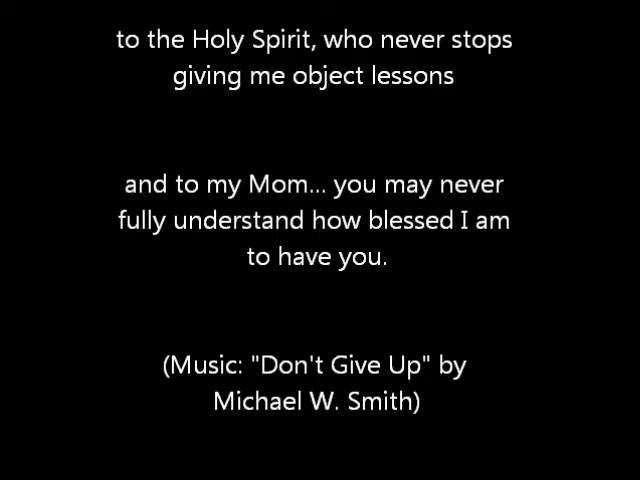 to the Holy Spirit, who never stops
giving me object lessons
and to my Mom... you may never
fully understand how blessed I am
to have you.
(Music: "Don't Give Up" by
Michael W. Smith)